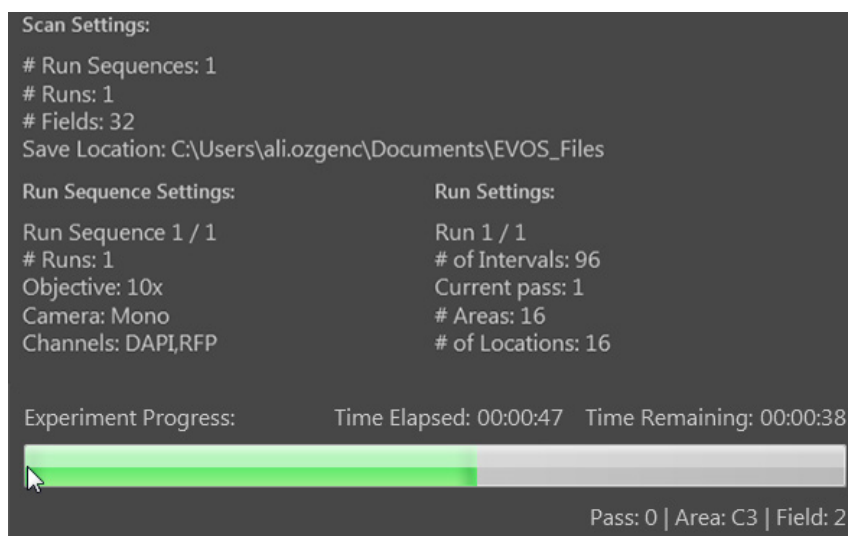 Scan Settings:
# Run Sequences: 1
# Runs: 1
# Fields: 32
Save Location: C:\Users\ali.ozgenc\Documents\EVOS_Files
Run Sequence Settings:
Run Sequence 1 / 1
# Runs: 1
Objective: 10x
Camera: Mono
Channels: DAPI,RFP
Run Settings:
Run 1 / 1
# of Intervals: 96
Current pass: 1
# Areas: 16
# of Locations: 16
Experiment Progress: Time Elapsed: 00:00:47 Time Remaining: 00:00:38
Pass: 0 | Area: C3 | Field: 2